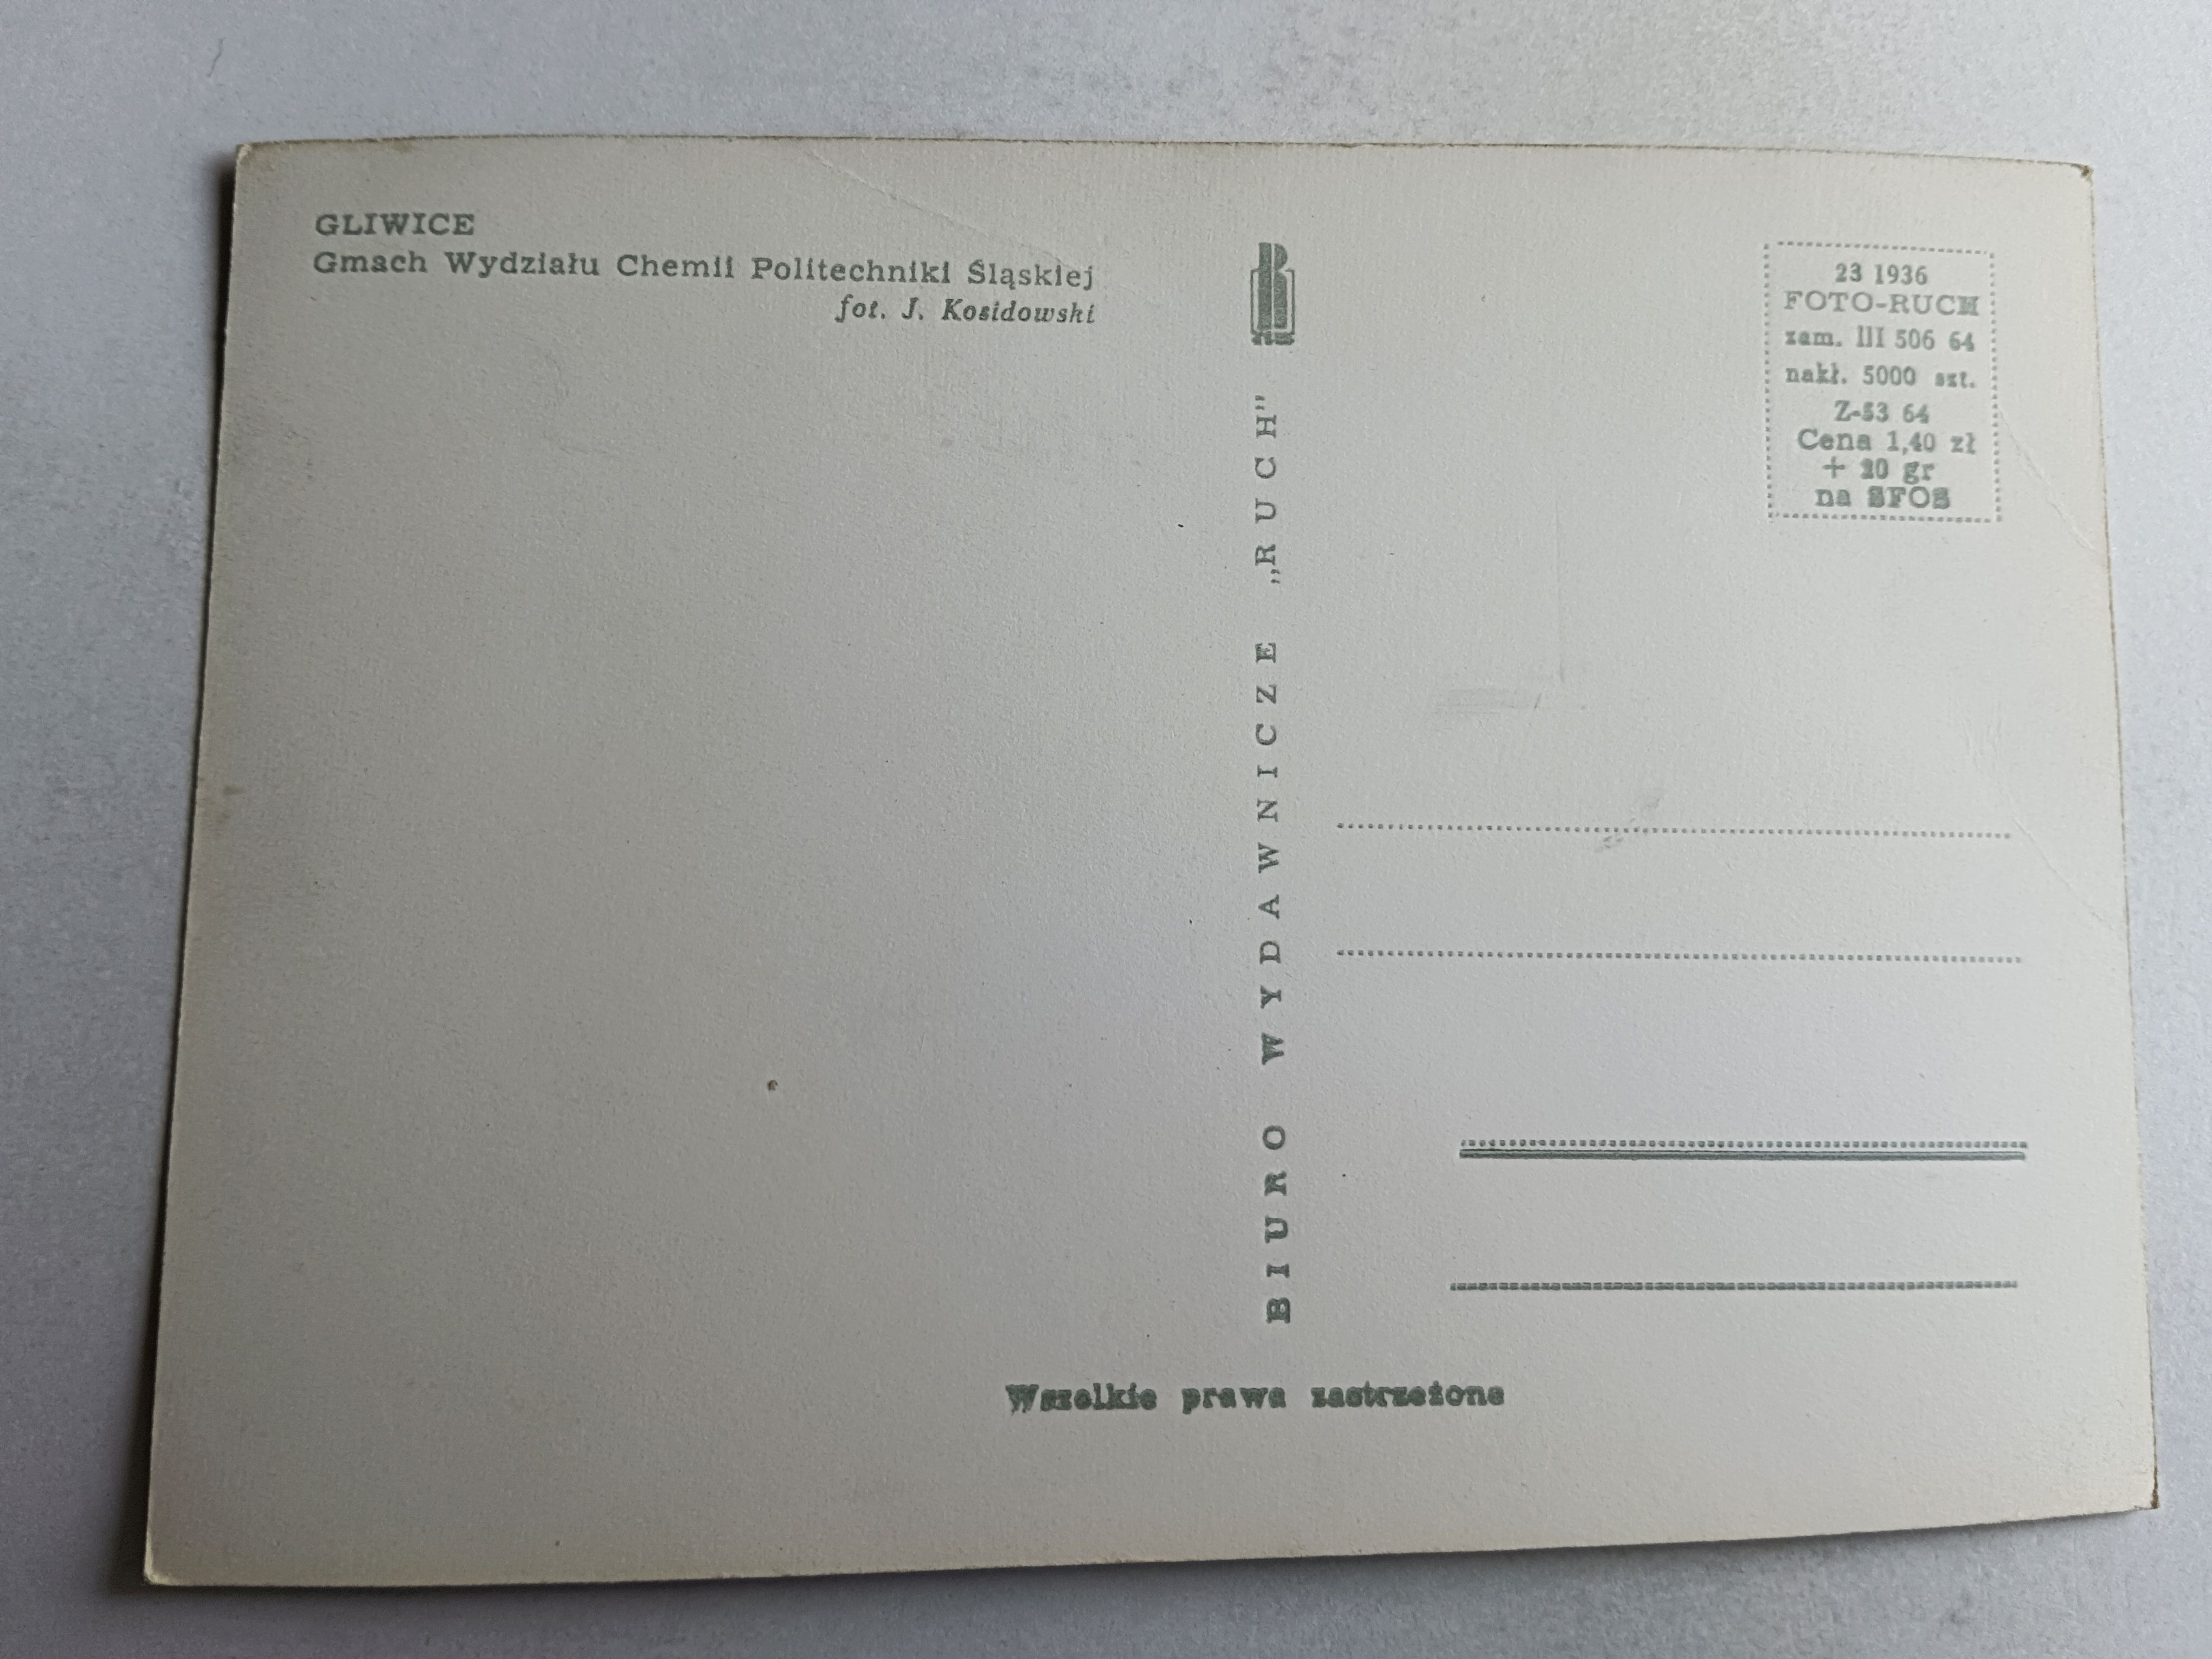 GLIWICE
Gmach Wydziału Chemii Politechniki Śląskiej
fot. J. Kosidowski
BIURO WYDAWNICZE „RUCH"
23 1936
FOTO-RUCH
zam. III 506 64
nakł. 5000 szt.
Z-53 64
Cena 1,40 zł
+ 20 gr
na SFOS
Wszelkie prawa zastrzeżone